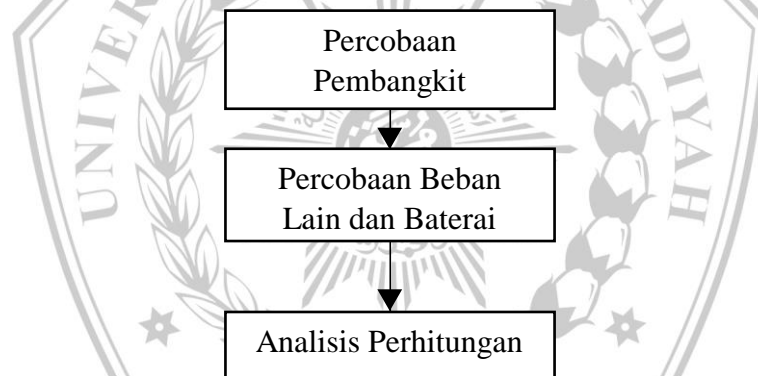 Percobaan
Pembangkit
Percobaan Beban
Lain dan Baterai
Analisis Perhitungan